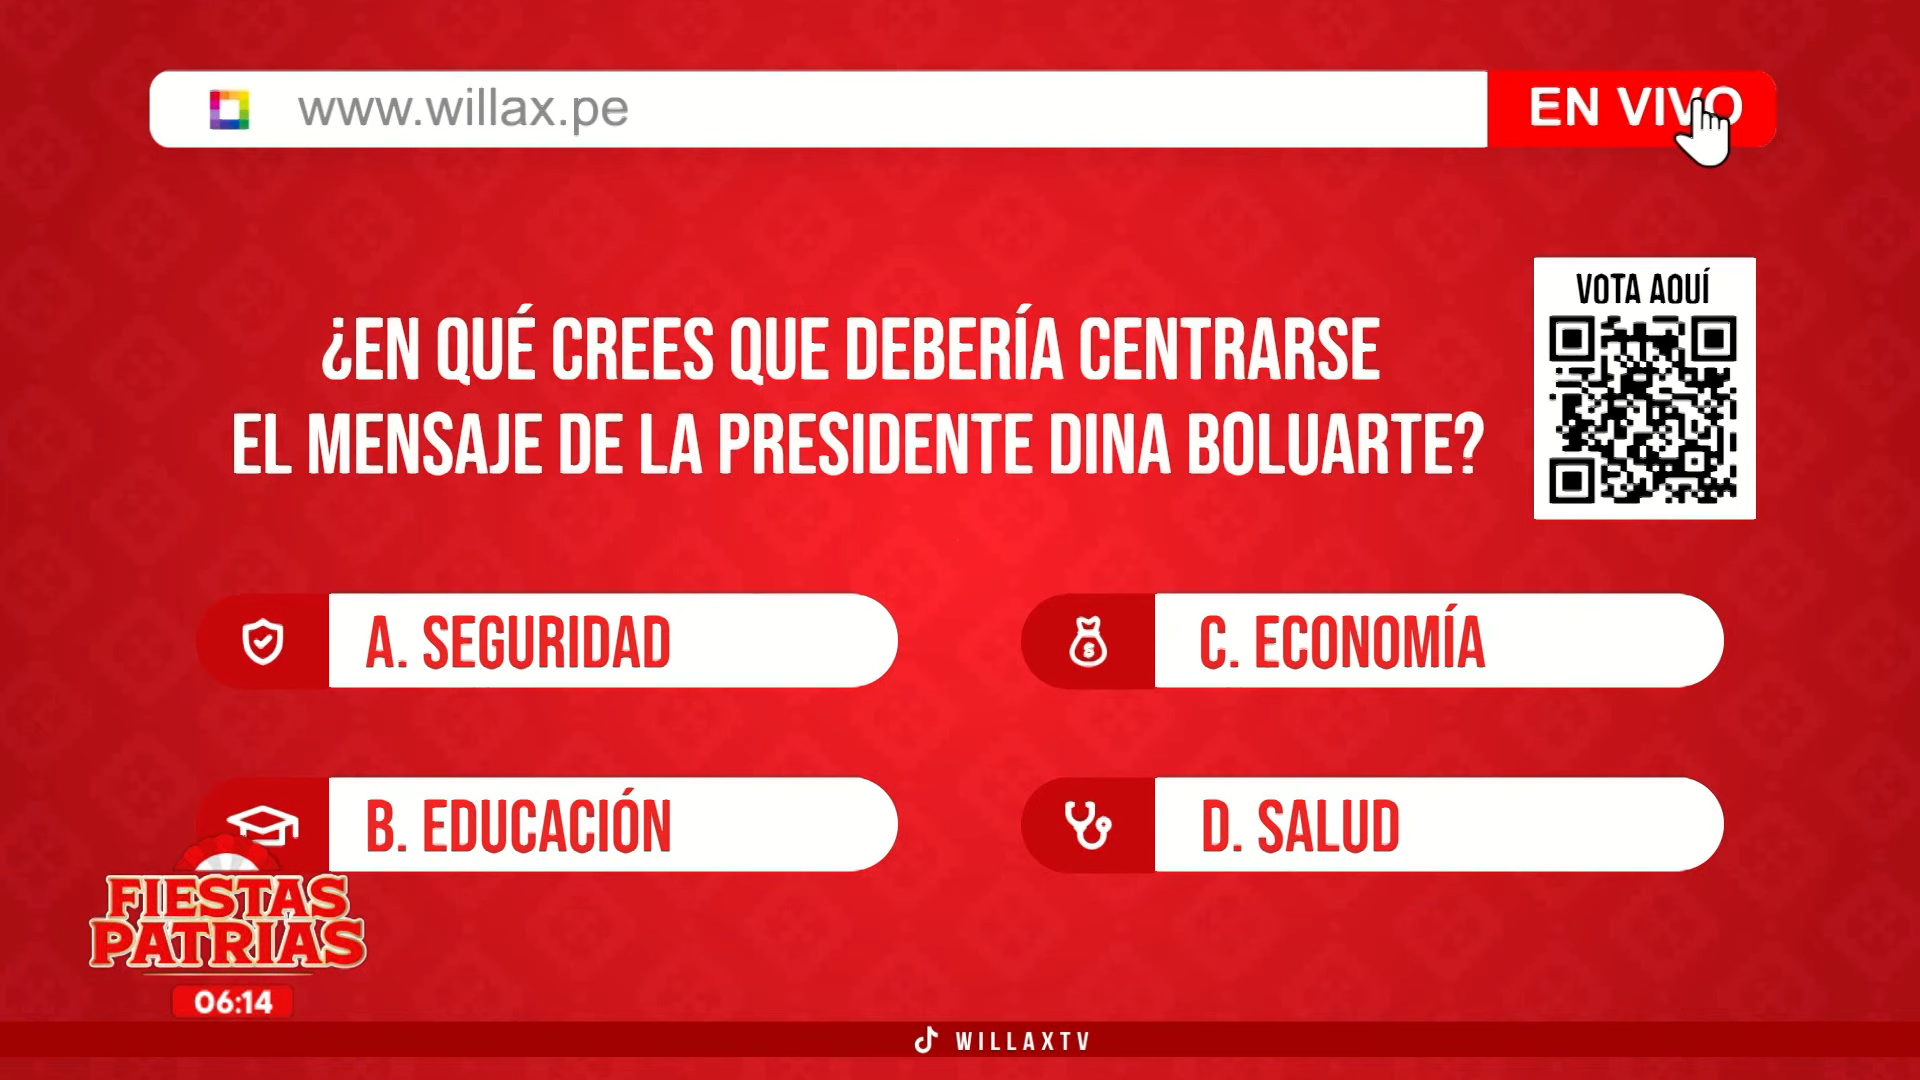 www.willax.pe
EN VIVO
VOTA AQUÍ
¿EN QUÉ CREES QUE DEBERÍA CENTRARSE
EL MENSAJE DE LA PRESIDENTE DINA BOLUARTE?
A. SEGURIDAD
C. ECONOMÍA
B. EDUCACIÓN
D. SALUD
FIESTAS
PATRIAS
06:14
WILLAXTV